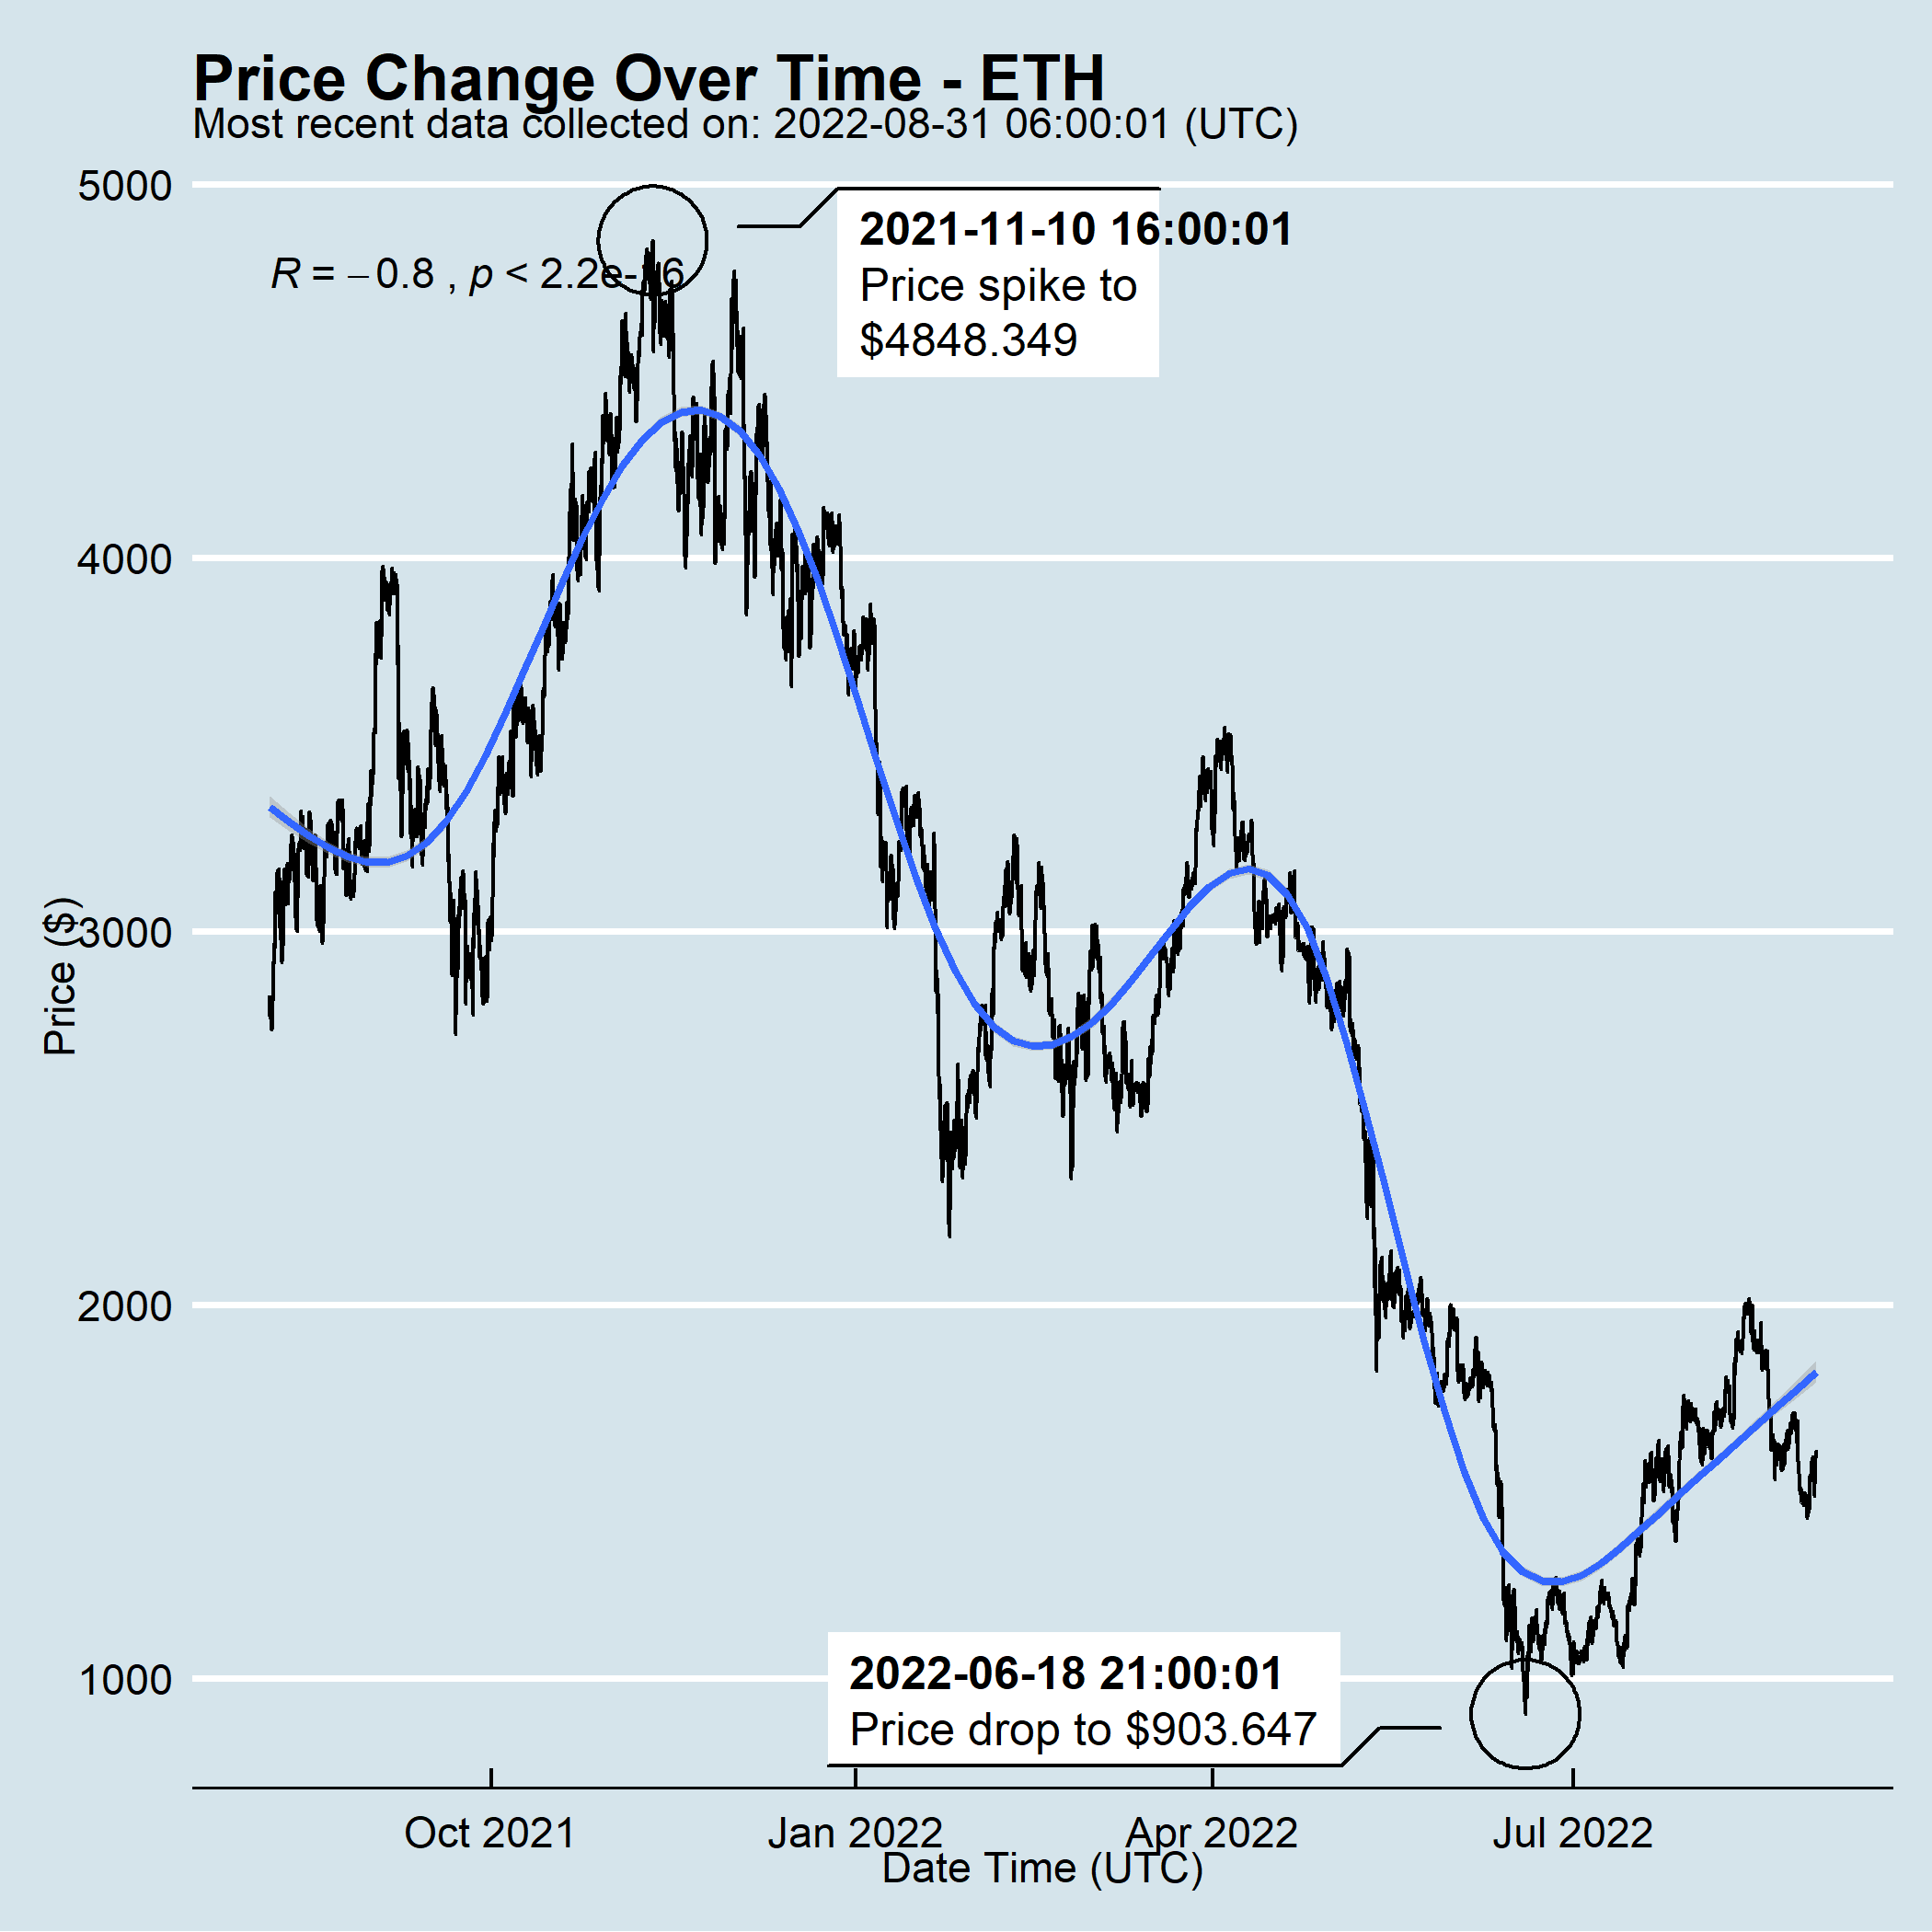 Price Change Over Time - ETH
Most recent data collected on: 2022-08-31 06:00:01 (UTC)
5000
2021-11-10 16:00:01
Price spike to
$4848.349
R = −0.8 , p < 2.2e-16
4000
3000
Price ($)
2000
1000
2022-06-18 21:00:01
Price drop to $903.647
Oct 2021
Jan 2022
Apr 2022
Jul 2022
Date Time (UTC)